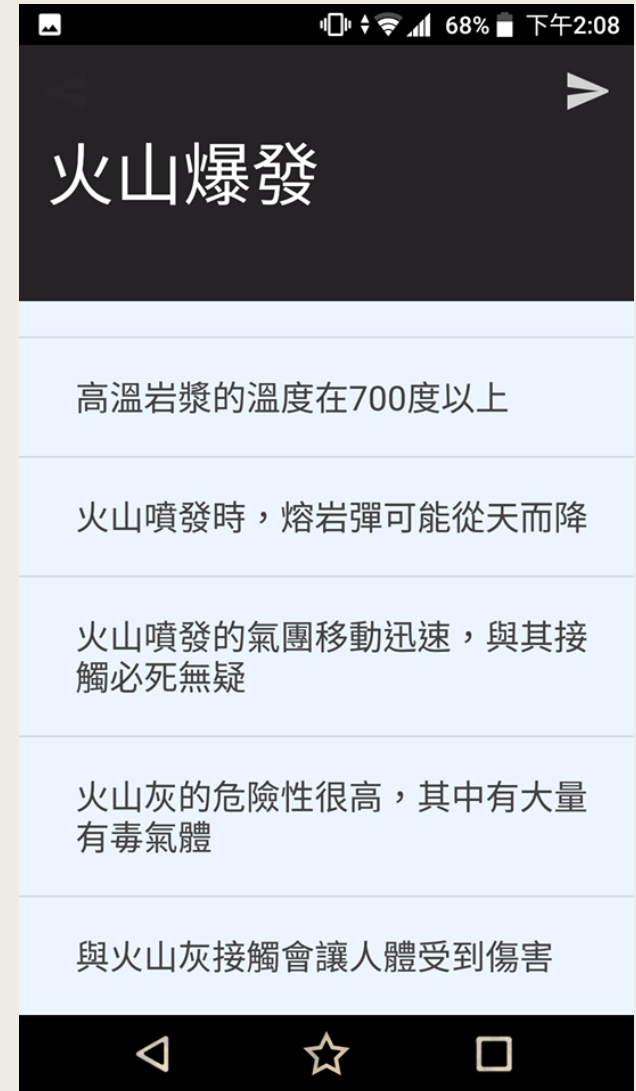 68% 下午2:08
火山爆發
高溫岩漿的溫度在700度以上
火山噴發時，熔岩彈可能從天而降
火山噴發的氣團移動迅速，與其接
觸必死無疑
火山灰的危險性很高，其中有大量
有毒氣體
與火山灰接觸會讓人體受到傷害